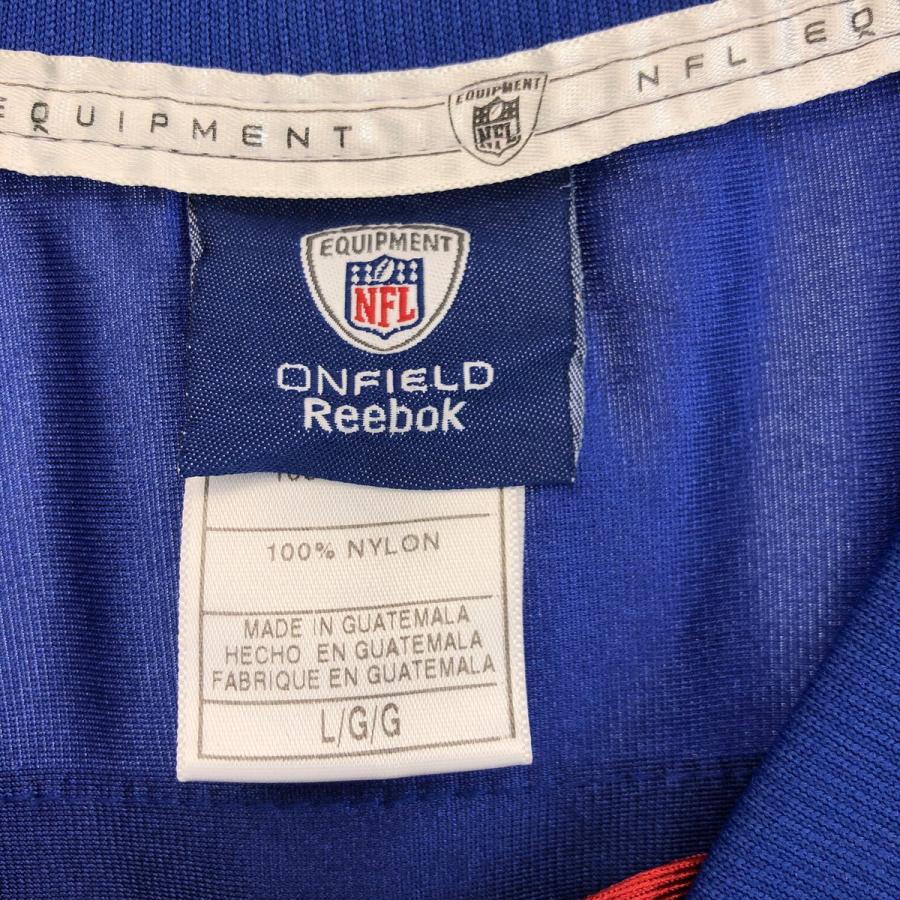 EQUIPMENT
EQUIPMENT
NFL
NFL EQ
EQUIPMENT
NFL
ONFIELD
Reebok
100% NYLON
MADE IN GUATEMALA
HECHO EN GUATEMALA
FABRIQUE EN GUATEMALA
L/G/G